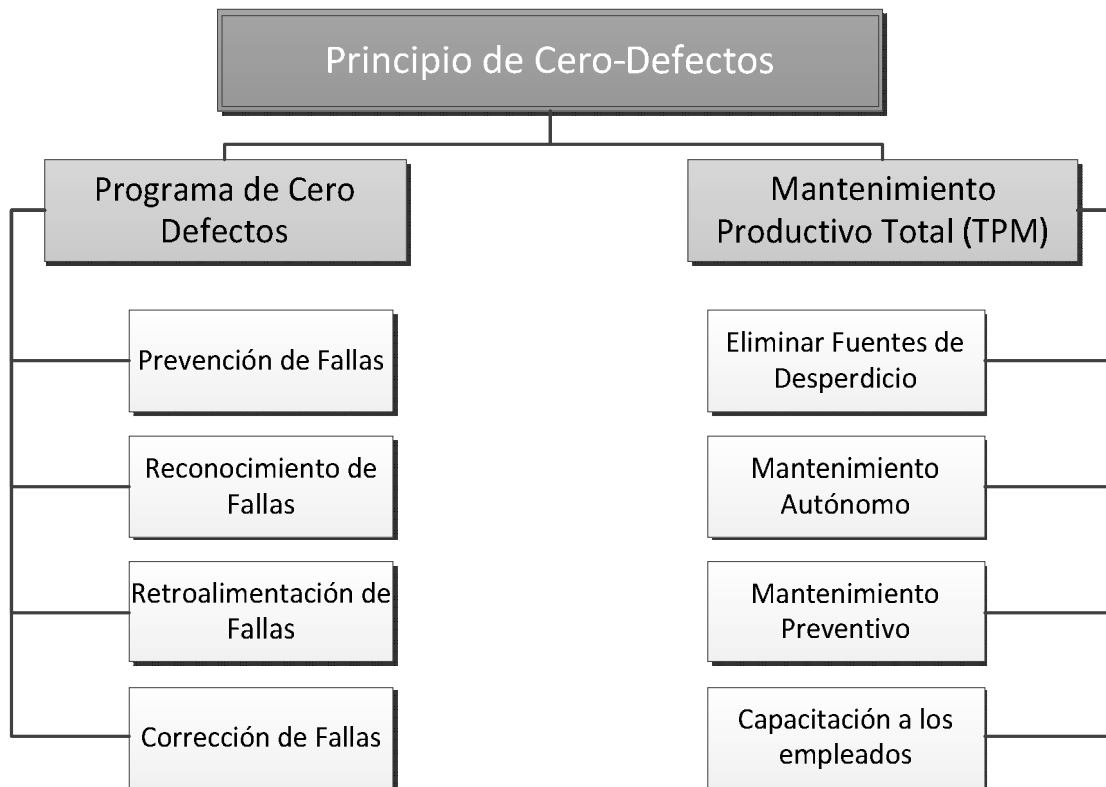 Principio de Cero-Defectos
Programa de Cero
Defectos
Prevención de Fallas
Reconocimiento de
Fallas
Retroalimentación de
Fallas
Corrección de Fallas
Mantenimiento
Productivo Total (TPM)
Eliminar Fuentes de
Desperdicio
Mantenimiento
Autónomo
Mantenimiento
Preventivo
Capacitación a los
empleados